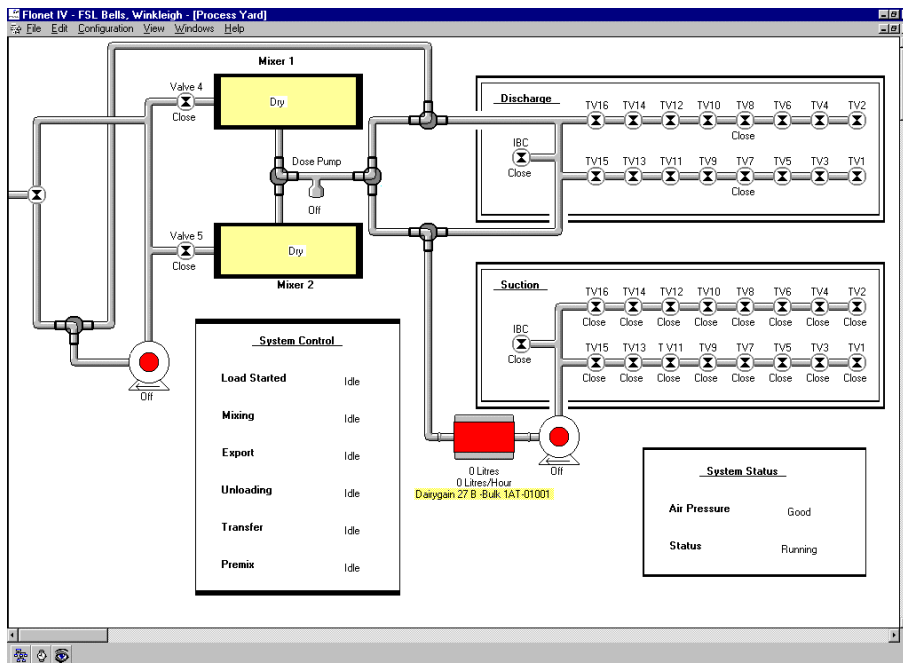 Flonet IV - FSL Bells, Winkleigh - [Process Yard]
File Edit Configuration View Windows Help
Mixer 1
Valve 4
Close
Dry
Dose Pump
Off
Valve 5
Close
Dry
Mixer 2
Off
Discharge
TV16 TV14 TV12 TV10 TV8 TV6 TV4 TV2
Close
IBC
Close
TV15 TV13 TV11 TV9 TV7 TV5 TV3 TV1
Close
Suction
TV16 TV14 TV12 TV10 TV8 TV6 TV4 TV2
Close Close Close Close Close Close Close Close
IBC
Close
TV15 TV13 T V11 TV9 TV7 TV5 TV3 TV1
Close Close Close Close Close Close Close Close
System Control
Load Started Idle
Mixing Idle
Export Idle
Unloading Idle
Transfer Idle
Premix Idle
Off
0 Litres
0 Litres/Hour
Dairygain 27 B -Bulk 1AT-01001
System Status
Air Pressure Good
Status Running